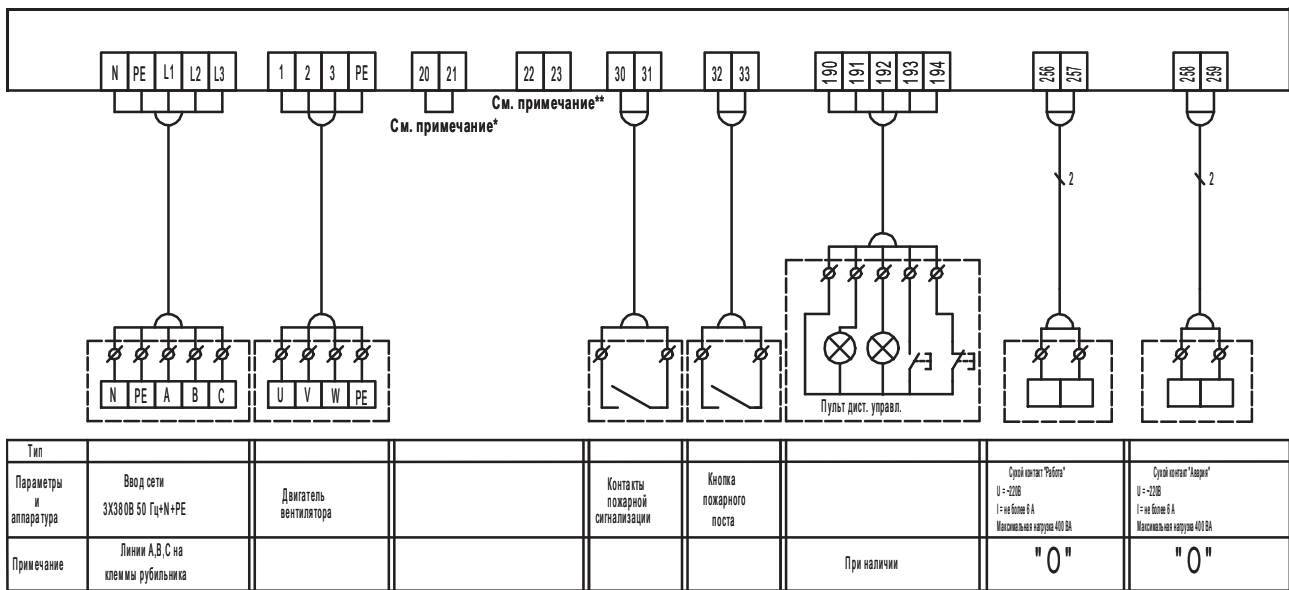 N PE L1 L2 L3
1 2 3 PE
20 21
22 23
30 31
32 33
190 191 192 193 194
256 257
258 259
См. примечание**
См. примечание*
2
2
N PE A B C
U V W PE
Пульт дист. управл.
Тип
Параметры
и
аппаратура
Ввод сети
3X380В 50 Гц+N+PE
Двигатель
вентилятора
Контакты
пожарной
сигнализации
Кнопка
пожарного
поста
Сухой контакт "Работа"
U = ~220В
I = не более 6 А
Максимальная нагрузка 400 ВА
Сухой контакт "Авария"
U = ~220В
I = не более 6 А
Максимальная нагрузка 400 ВА
Примечание
Линии А,В,С на
клеммы рубильника
При наличии
"О"
"О"